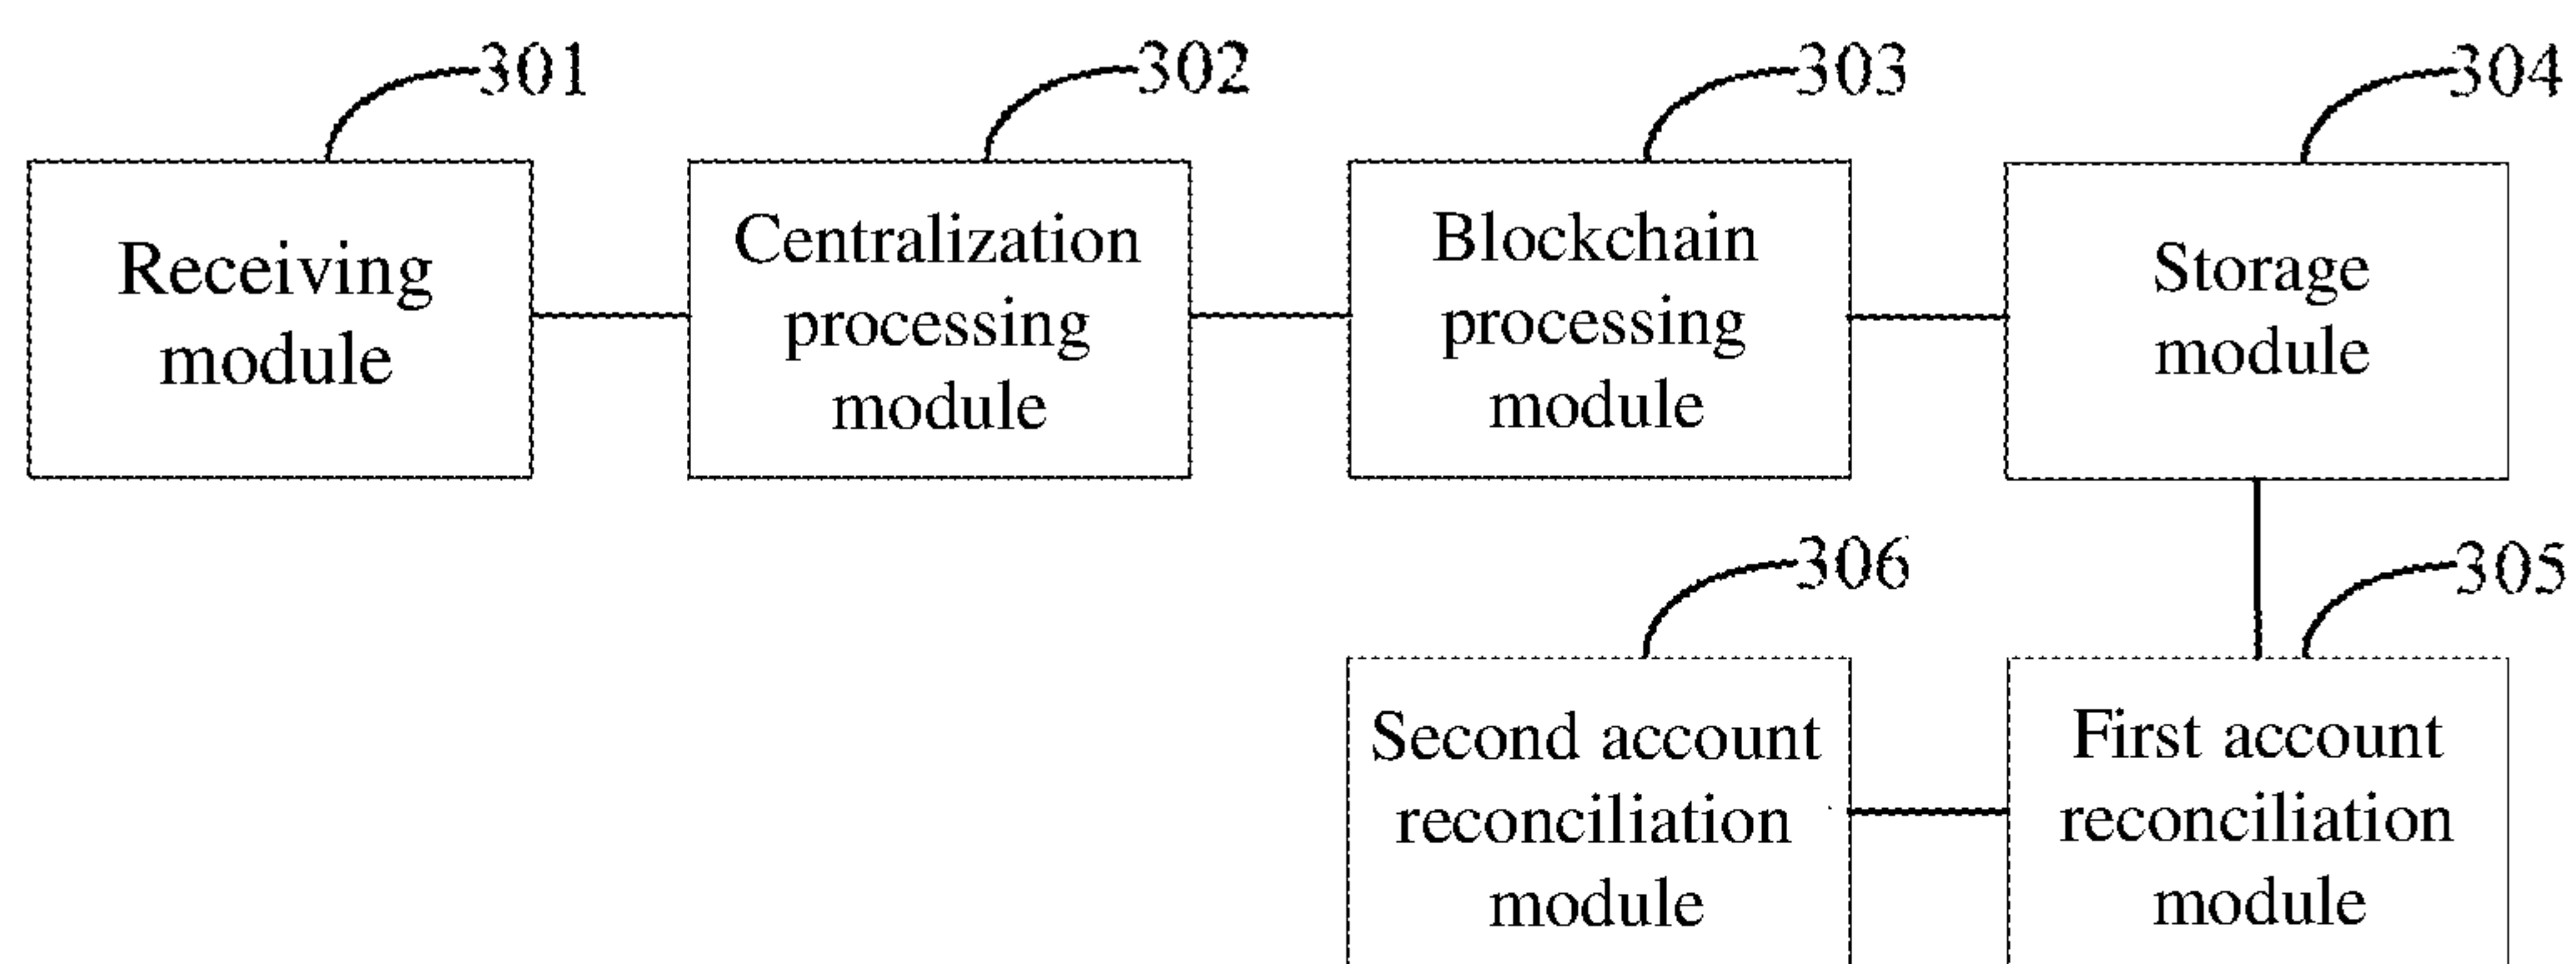 301
302
303
304
Receiving
module
Centralization
processing
module
Blockchain
processing
module
Storage
module
306
305
Second account
reconciliation
module
First account
reconciliation
module